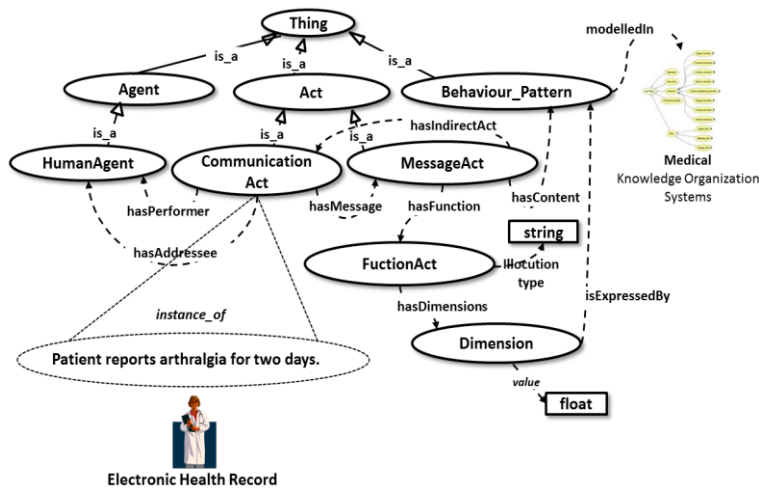 Thing
is_a
is_a
is_a
modelledIn
Agent
Act
Behaviour_Pattern
is_a
is_a
is_a
hasIndirectAct
HumanAgent
Communication
Act
MessageAct
Medical
Knowledge Organization
Systems
hasPerformer
hasMessage
hasFunction
hasContent
string
hasAddressee
FuctionAct
Illocution
type
isExpressedBy
hasDimensions
instance_of
Dimension
Patient reports arthralgia for two days.
value
float
Electronic Health Record